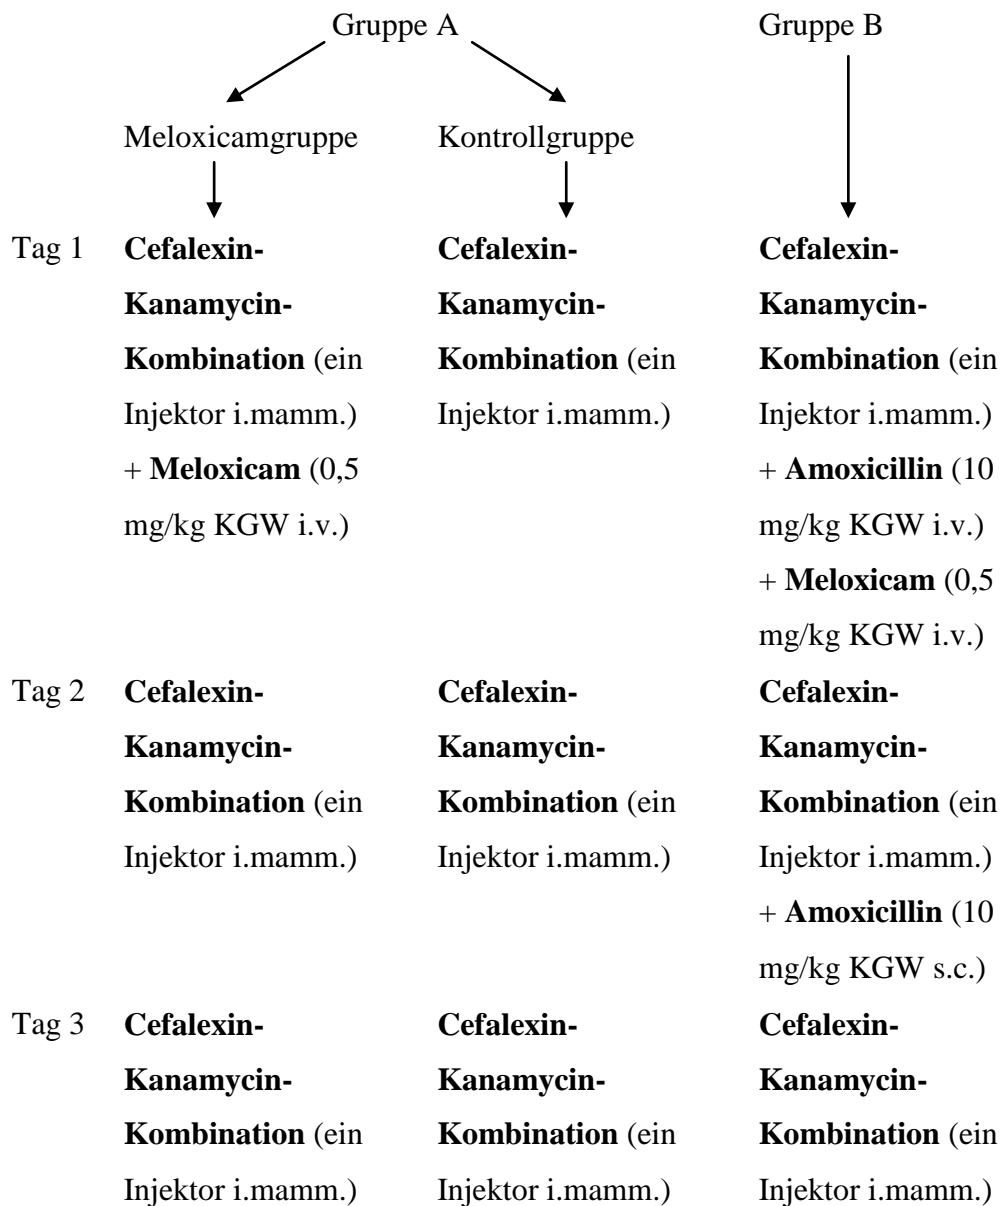 Gruppe A Gruppe B
Meloxicamgruppe Kontrollgruppe
Tag 1 Cefalexin- Cefalexin- Cefalexin-
Kanamycin- Kanamycin- Kanamycin-
Kombination (ein Kombination (ein Kombination (ein
Injektor i.mamm.) Injektor i.mamm.) Injektor i.mamm.)
+ Meloxicam (0,5 + Amoxicillin (10
mg/kg KGW i.v.) mg/kg KGW i.v.)
+ Meloxicam (0,5
mg/kg KGW i.v.)
Tag 2 Cefalexin- Cefalexin- Cefalexin-
Kanamycin- Kanamycin- Kanamycin-
Kombination (ein Kombination (ein Kombination (ein
Injektor i.mamm.) Injektor i.mamm.) Injektor i.mamm.)
+ Amoxicillin (10
mg/kg KGW s.c.)
Tag 3 Cefalexin- Cefalexin- Cefalexin-
Kanamycin- Kanamycin- Kanamycin-
Kombination (ein Kombination (ein Kombination (ein
Injektor i.mamm.) Injektor i.mamm.) Injektor i.mamm.)